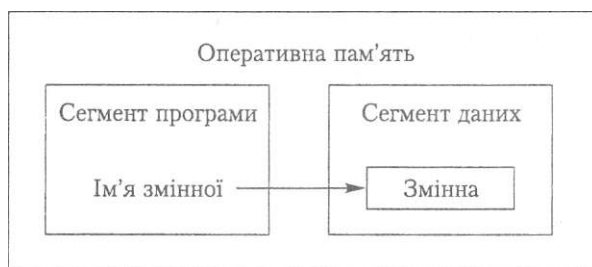 Оперативна пам’ять
Сегмент програми
Сегмент даних
Ім’я змінної
Змінна